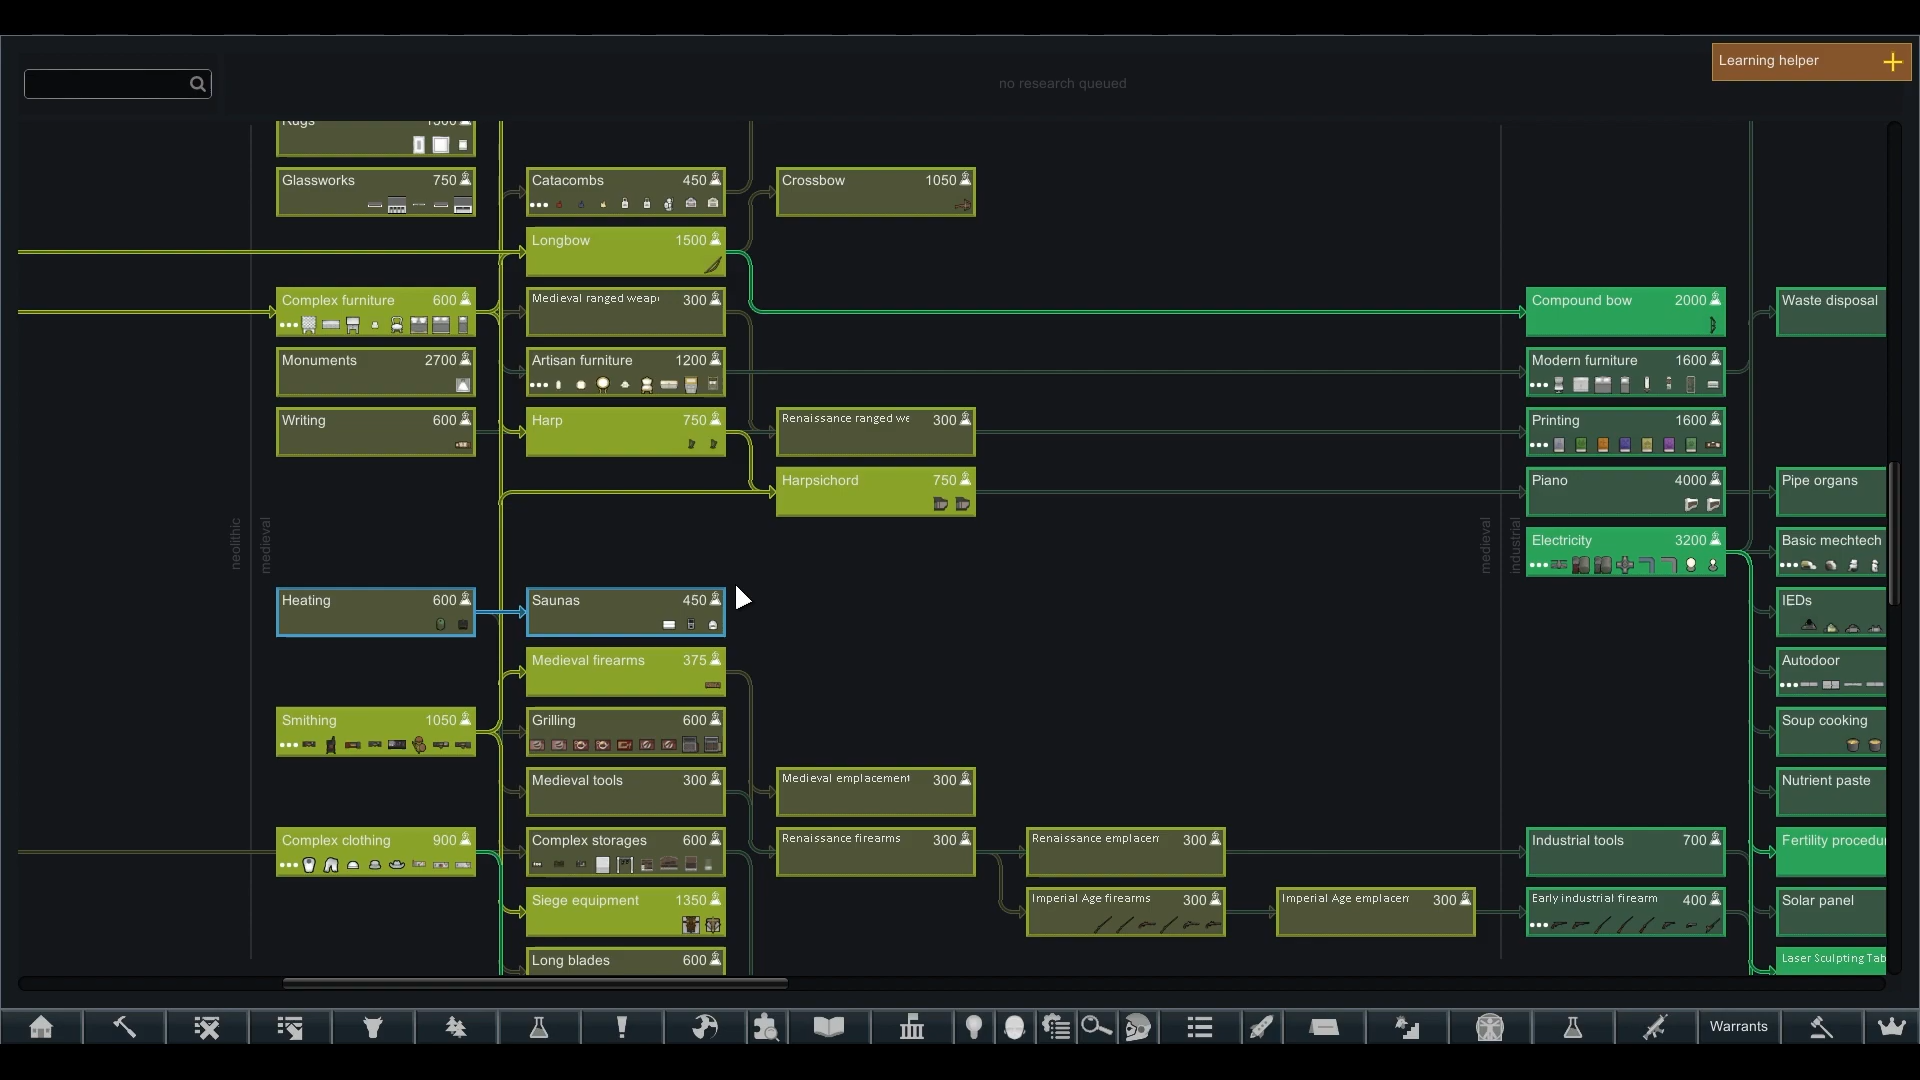 Learning helper
no research queued
Rugs 1500
Glassworks 750
Catacombs 450
Crossbow 1050
Longbow 1500
Complex furniture 600
Medieval ranged weap 300
Compound bow 2000
Waste disposal
Monuments 2700
Artisan furniture 1200
Modern furniture 1600
Writing 600
Harp 750
Renaissance ranged we 300
Printing 1600
Harpsichord 750
Piano 4000
Pipe organs
neolithic
medieval
medieval
industrial
Electricity 3200
Basic mechtech
Heating 600
Saunas 450
IEDs
Medieval firearms 375
Autodoor
Smithing 1050
Grilling 600
Soup cooking
Medieval tools 300
Medieval emplacement 300
Nutrient paste
Complex clothing 900
Complex storages 600
Renaissance firearms 300
Renaissance emplacen 300
Industrial tools 700
Fertility procedu
Siege equipment 1350
Imperial Age firearms 300
Imperial Age emplacen 300
Early industrial firearm 400
Solar panel
Long blades 600
Laser Sculpting Tab
Warrants